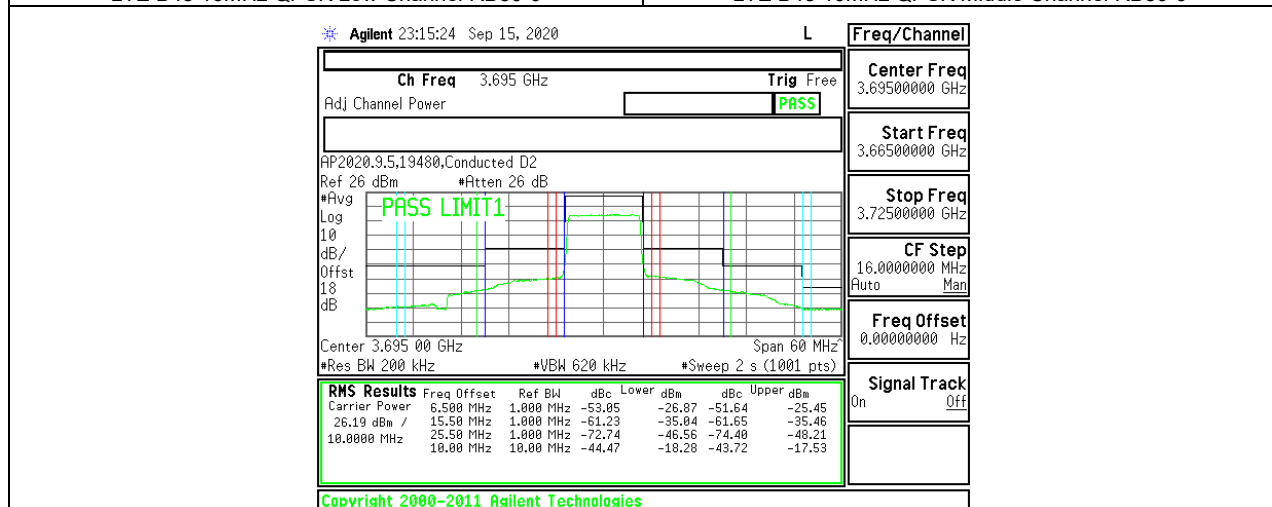 Agilent 23:15:24 Sep 15, 2020 L
Freq/Channel
Ch Freq 3.695 GHz Trig Free
Adj Channel Power PASS
AP2020.9.5,19480,Conducted D2
Ref 26 dBm #Atten 26 dB
#Avg
Log
10
dB/
Offst
18
dB
PASS LIMIT1
Center 3.695 00 GHz Span 60 MHz^
#Res BW 200 kHz #VBW 620 kHz #Sweep 2 s (1001 pts)
RMS Results Freq Offset Ref BW dBc Lower dBm dBc Upper dBm
Carrier Power 6.500 MHz 1.000 MHz -53.05 -26.87 -51.64 -25.45
26.19 dBm / 15.50 MHz 1.000 MHz -61.23 -35.04 -61.65 -35.46
10.0000 MHz 25.50 MHz 1.000 MHz -72.74 -46.56 -74.40 -48.21
10.00 MHz 10.00 MHz -44.47 -18.28 -43.72 -17.53
Copyright 2000-2011 Agilent Technologies
Center Freq
3.69500000 GHz
Start Freq
3.66500000 GHz
Stop Freq
3.72500000 GHz
CF Step
16.0000000 MHz
Auto Man
Freq Offset
0.00000000 Hz
Signal Track
On Off